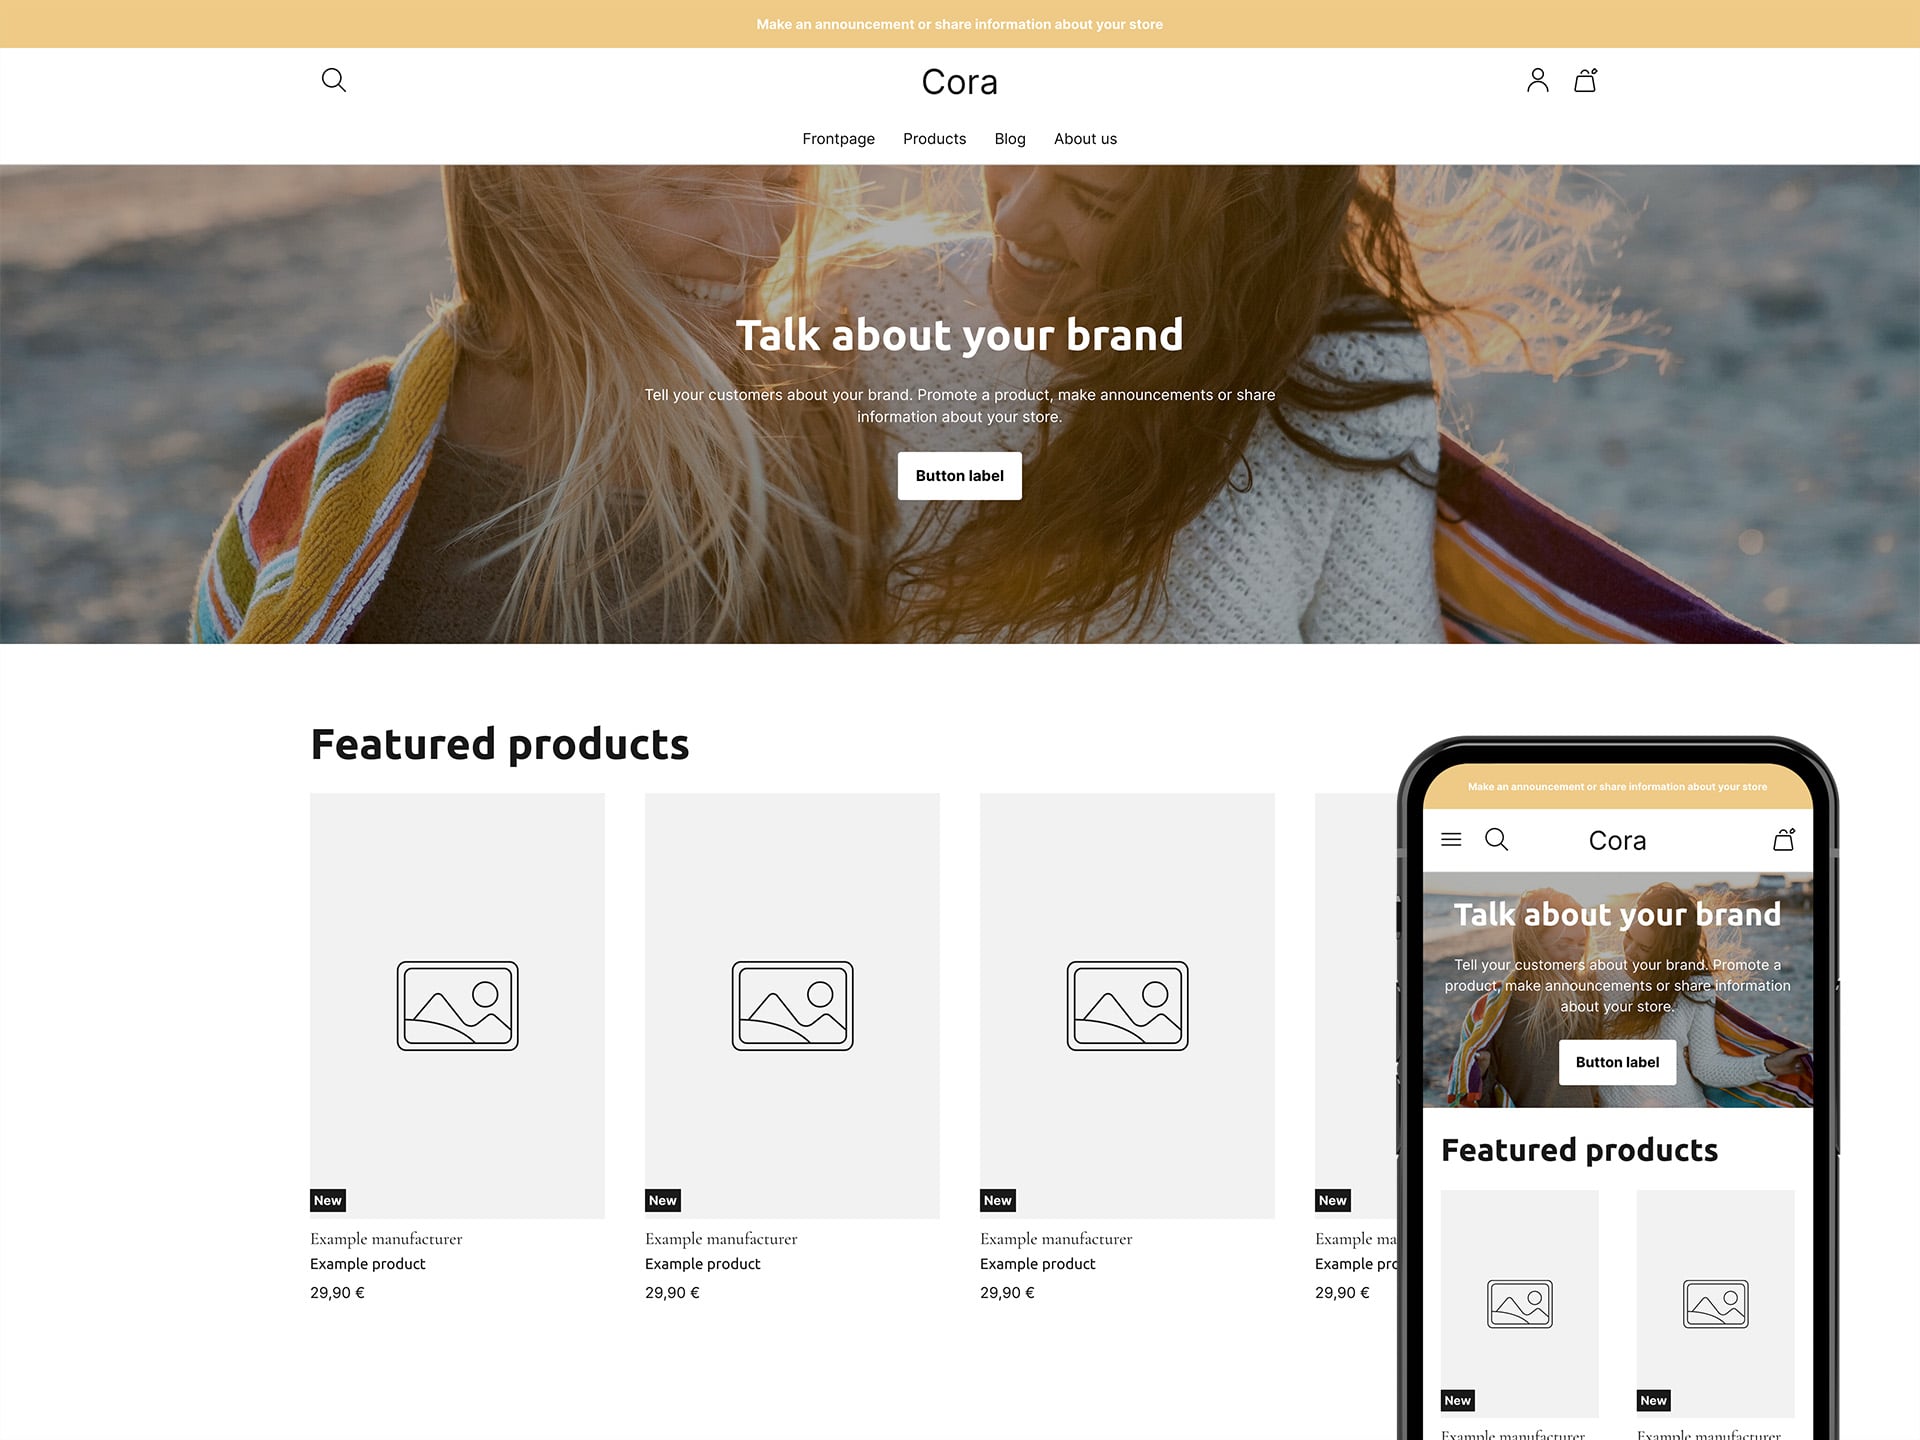 Make an announcement or share information about your store
Cora
Frontpage Products Blog About us
Talk about your brand
Tell your customers about your brand. Promote a product, make announcements or share
information about your store.
Button label
Featured products
New New New New
Example manufacturer Example manufacturer Example manufacturer Example ma
Example product Example product Example product Example pro
29,90 € 29,90 € 29,90 € 29,90 €
Make an announcement or share information about your store
Cora
Talk about your brand
Tell your customers about your brand. Promote a
product, make announcements or share information
about your store.
Button label
Featured products
New New
Example manufacturer Example manufacturer